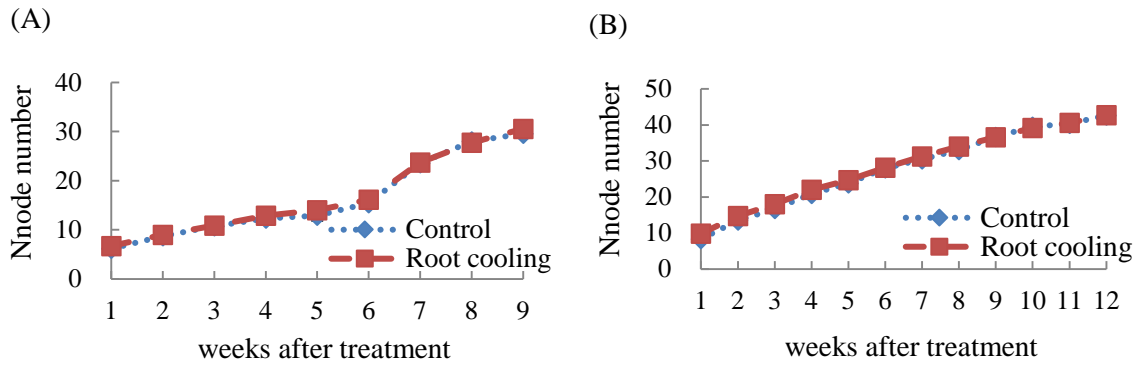 (A)
Nnode number
40
30
20
10
0
Control
Root cooling
1 2 3 4 5 6 7 8 9
weeks after treatment
(B)
Nnode number
50
40
30
20
10
0
Control
Root cooling
1 2 3 4 5 6 7 8 9 10 11 12
weeks after treatment